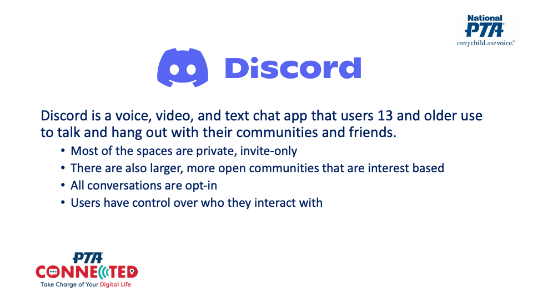 National
PTA
everychild.onevoice.®
Discord
Discord is a voice, video, and text chat app that users 13 and older use
to talk and hang out with their communities and friends.
• Most of the spaces are private, invite-only
• There are also larger, more open communities that are interest based
• All conversations are opt-in
• Users have control over who they interact with
PTA
CONNECTED
Take Charge of Your Digital Life